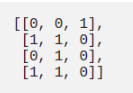 [[0, 0, 1],
[1, 1, 0],
[0, 1, 0],
[1, 1, 0]]